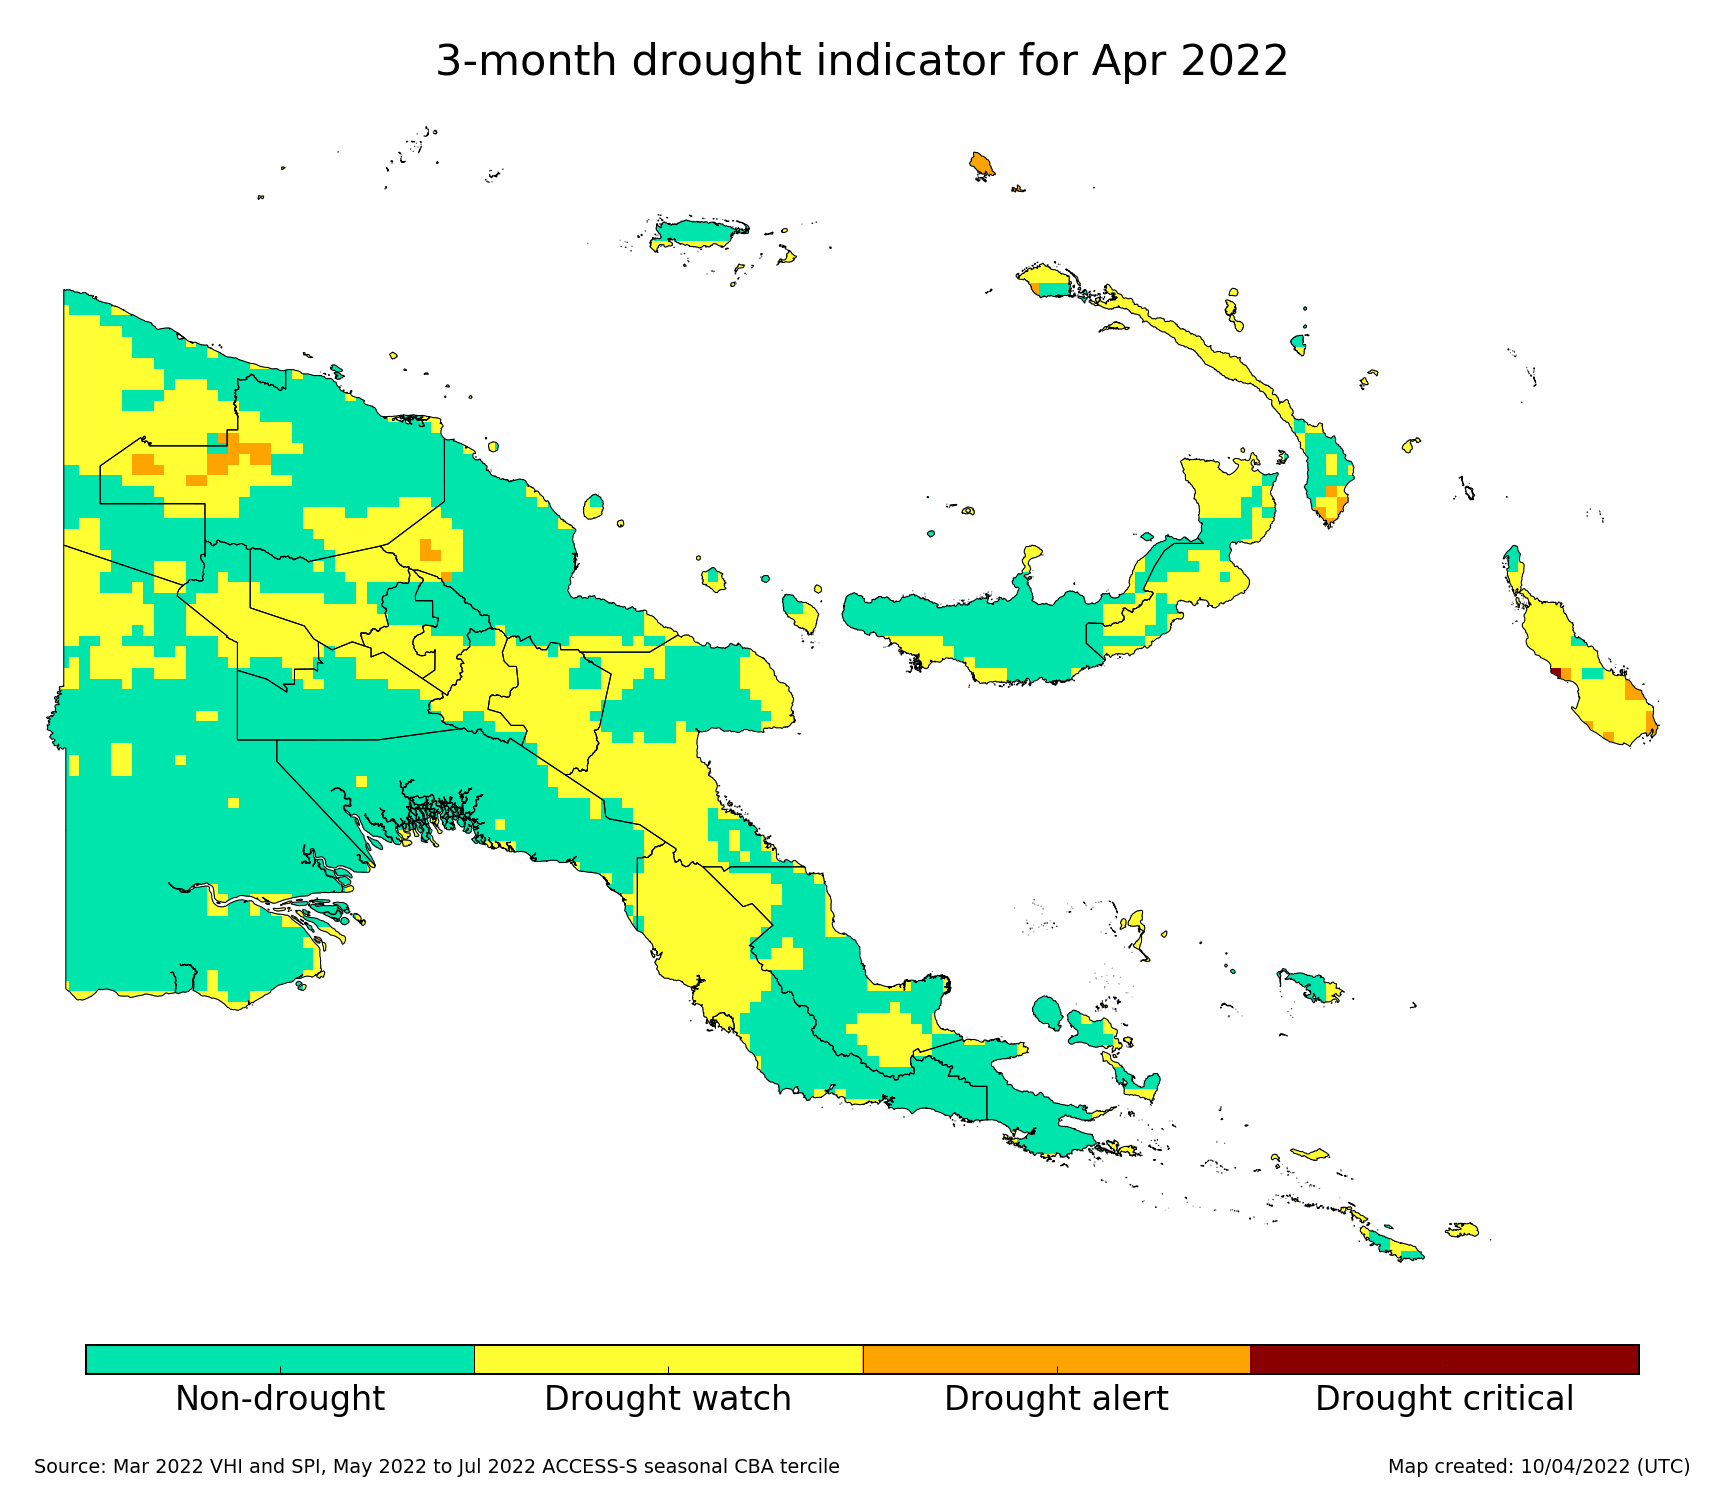 3-month drought indicator for Apr 2022
Non-drought
Drought watch
Drought alert
Drought critical
Source: Mar 2022 VHI and SPI, May 2022 to Jul 2022 ACCESS-S seasonal CBA tercile
Map created: 10/04/2022 (UTC)